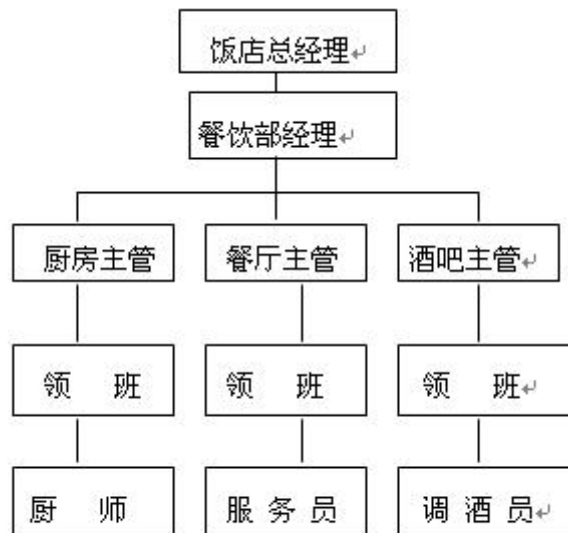 饭店总经理
餐饮部经理
厨房主管 餐厅主管 酒吧主管
领 班 领 班 领 班
厨 师 服 务 员 调 酒 员